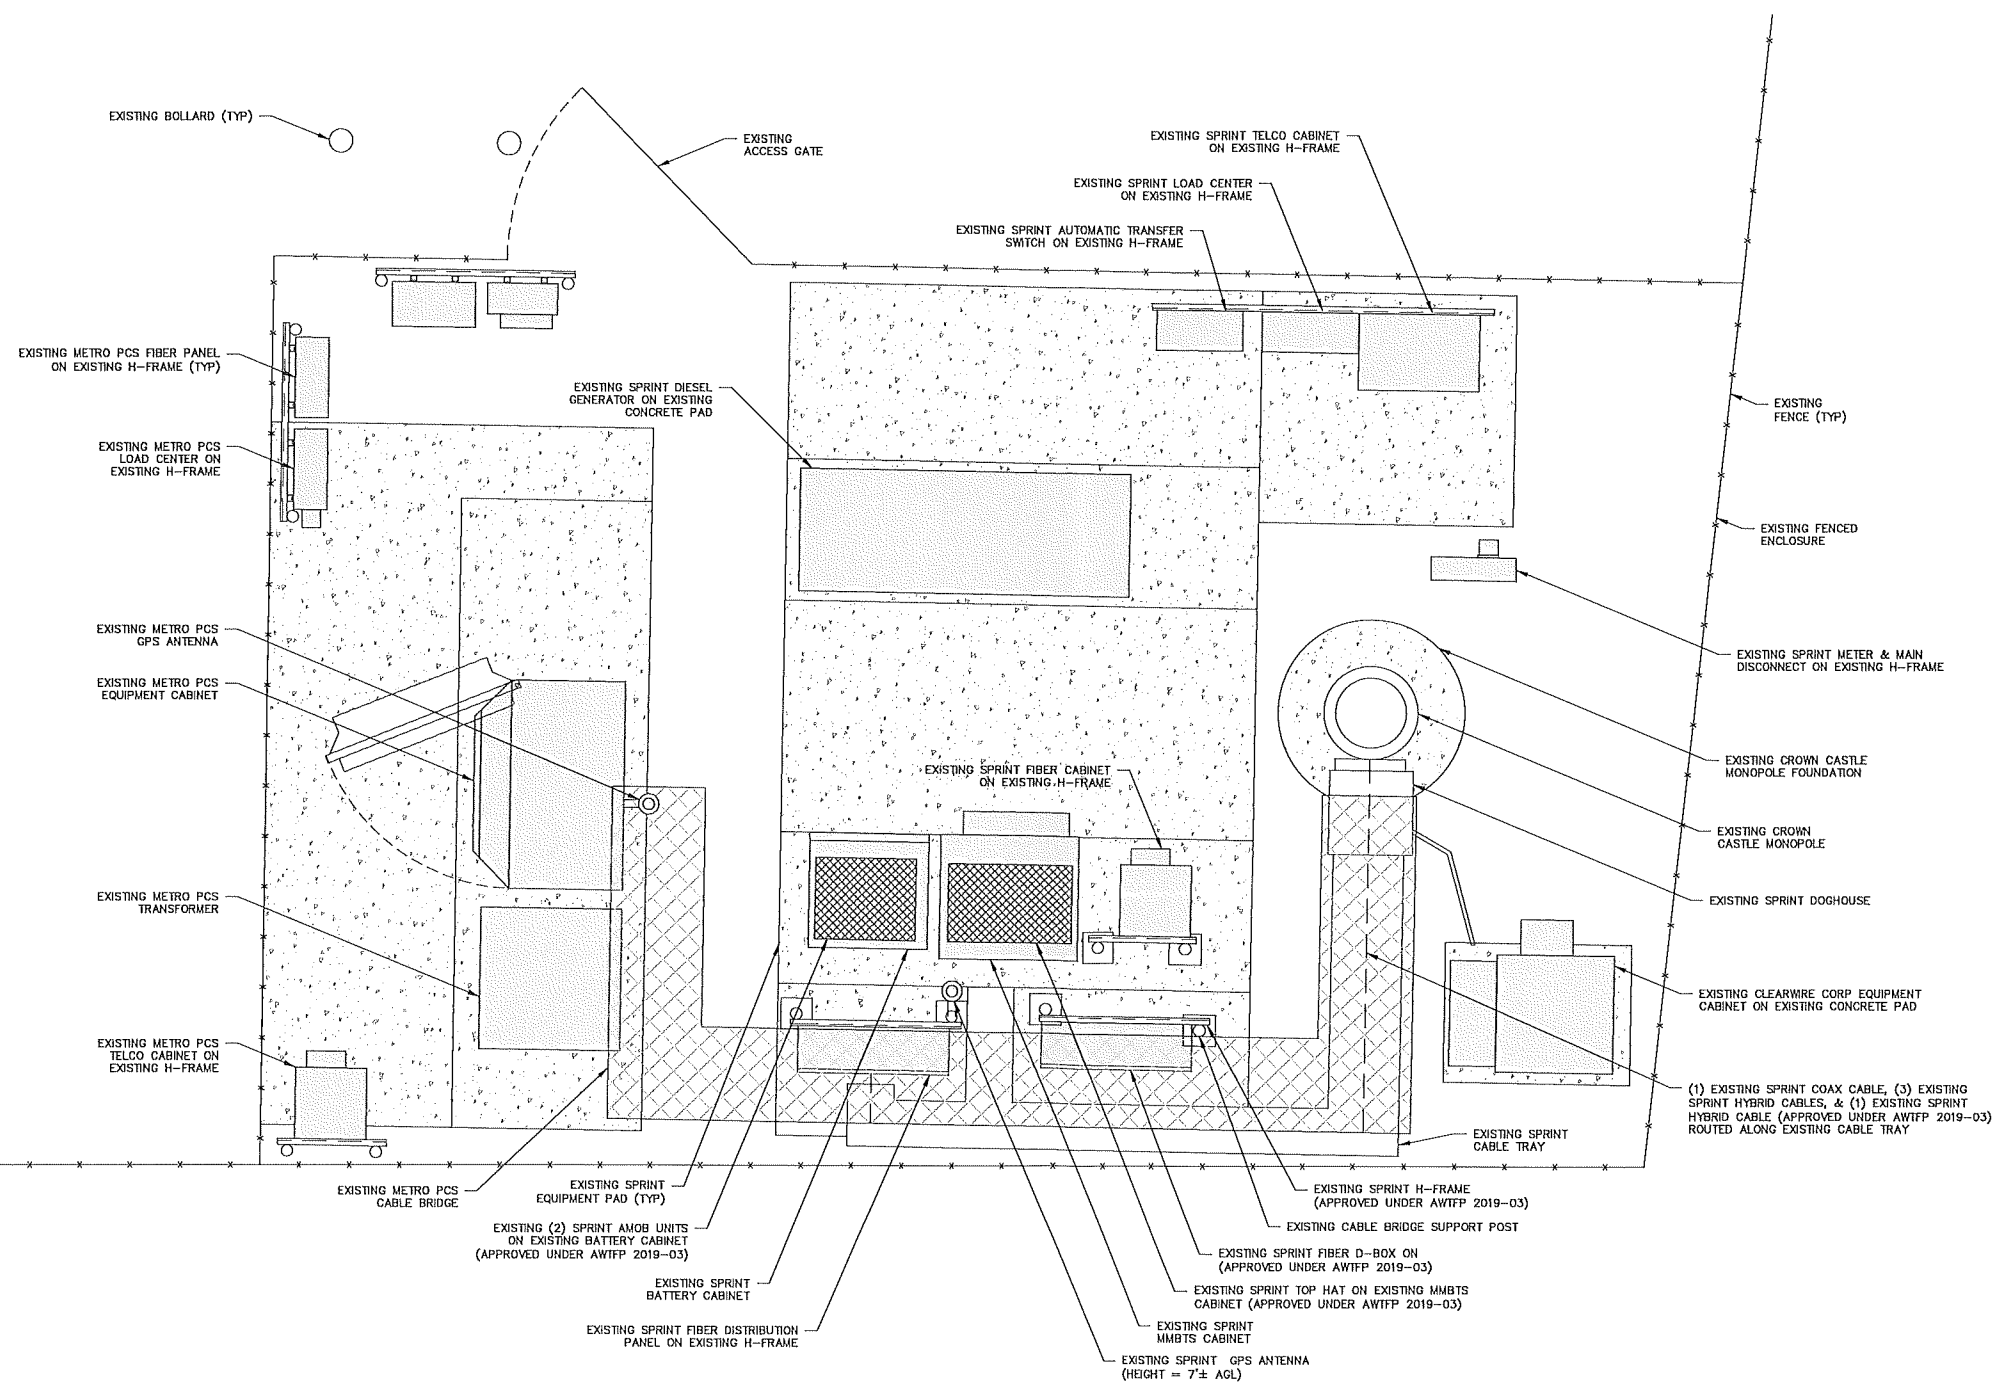 EXISTING BOLLARD (TYP)
EXISTING
ACCESS GATE
EXISTING SPRINT TELCO CABINET
ON EXISTING H-FRAME
EXISTING SPRINT LOAD CENTER
ON EXISTING H-FRAME
EXISTING SPRINT AUTOMATIC TRANSFER
SWITCH ON EXISTING H-FRAME
EXISTING METRO PCS FIBER PANEL
ON EXISTING H-FRAME (TYP)
EXISTING SPRINT DIESEL
GENERATOR ON EXISTING
CONCRETE PAD
EXISTING
FENCE (TYP)
EXISTING METRO PCS
LOAD CENTER ON
EXISTING H-FRAME
EXISTING FENCED
ENCLOSURE
EXISTING METRO PCS
GPS ANTENNA
EXISTING SPRINT METER & MAIN
DISCONNECT ON EXISTING H-FRAME
EXISTING METRO PCS
EQUIPMENT CABINET
EXISTING CROWN CASTLE
MONOPOLE FOUNDATION
EXISTING SPRINT FIBER CABINET
ON EXISTING H-FRAME
EXISTING CROWN
CASTLE MONOPOLE
EXISTING METRO PCS
TRANSFORMER
EXISTING SPRINT DOGHOUSE
EXISTING CLEARWIRE CORP EQUIPMENT
CABINET ON EXISTING CONCRETE PAD
EXISTING METRO PCS
TELCO CABINET ON
EXISTING H-FRAME
(1) EXISTING SPRINT COAX CABLE, (3) EXISTING
SPRINT HYBRID CABLES, & (1) EXISTING SPRINT
HYBRID CABLE (APPROVED UNDER AWTFP 2019-03)
ROUTED ALONG EXISTING CABLE TRAY
EXISTING SPRINT
CABLE TRAY
EXISTING METRO PCS
CABLE BRIDGE
EXISTING SPRINT
EQUIPMENT PAD (TYP)
EXISTING SPRINT H-FRAME
(APPROVED UNDER AWTFP 2019-03)
EXISTING (2) SPRINT AMOB UNITS
ON EXISTING BATTERY CABINET
(APPROVED UNDER AWTFP 2019-03)
EXISTING CABLE BRIDGE SUPPORT POST
EXISTING SPRINT FIBER D-BOX ON
(APPROVED UNDER AWTFP 2019-03)
EXISTING SPRINT
BATTERY CABINET
EXISTING SPRINT TOP HAT ON EXISTING MMBTS
CABINET (APPROVED UNDER AWTFP 2019-03)
EXISTING SPRINT FIBER DISTRIBUTION
PANEL ON EXISTING H-FRAME
EXISTING SPRINT
MMBTS CABINET
EXISTING SPRINT GPS ANTENNA
(HEIGHT = 7'± AGL)